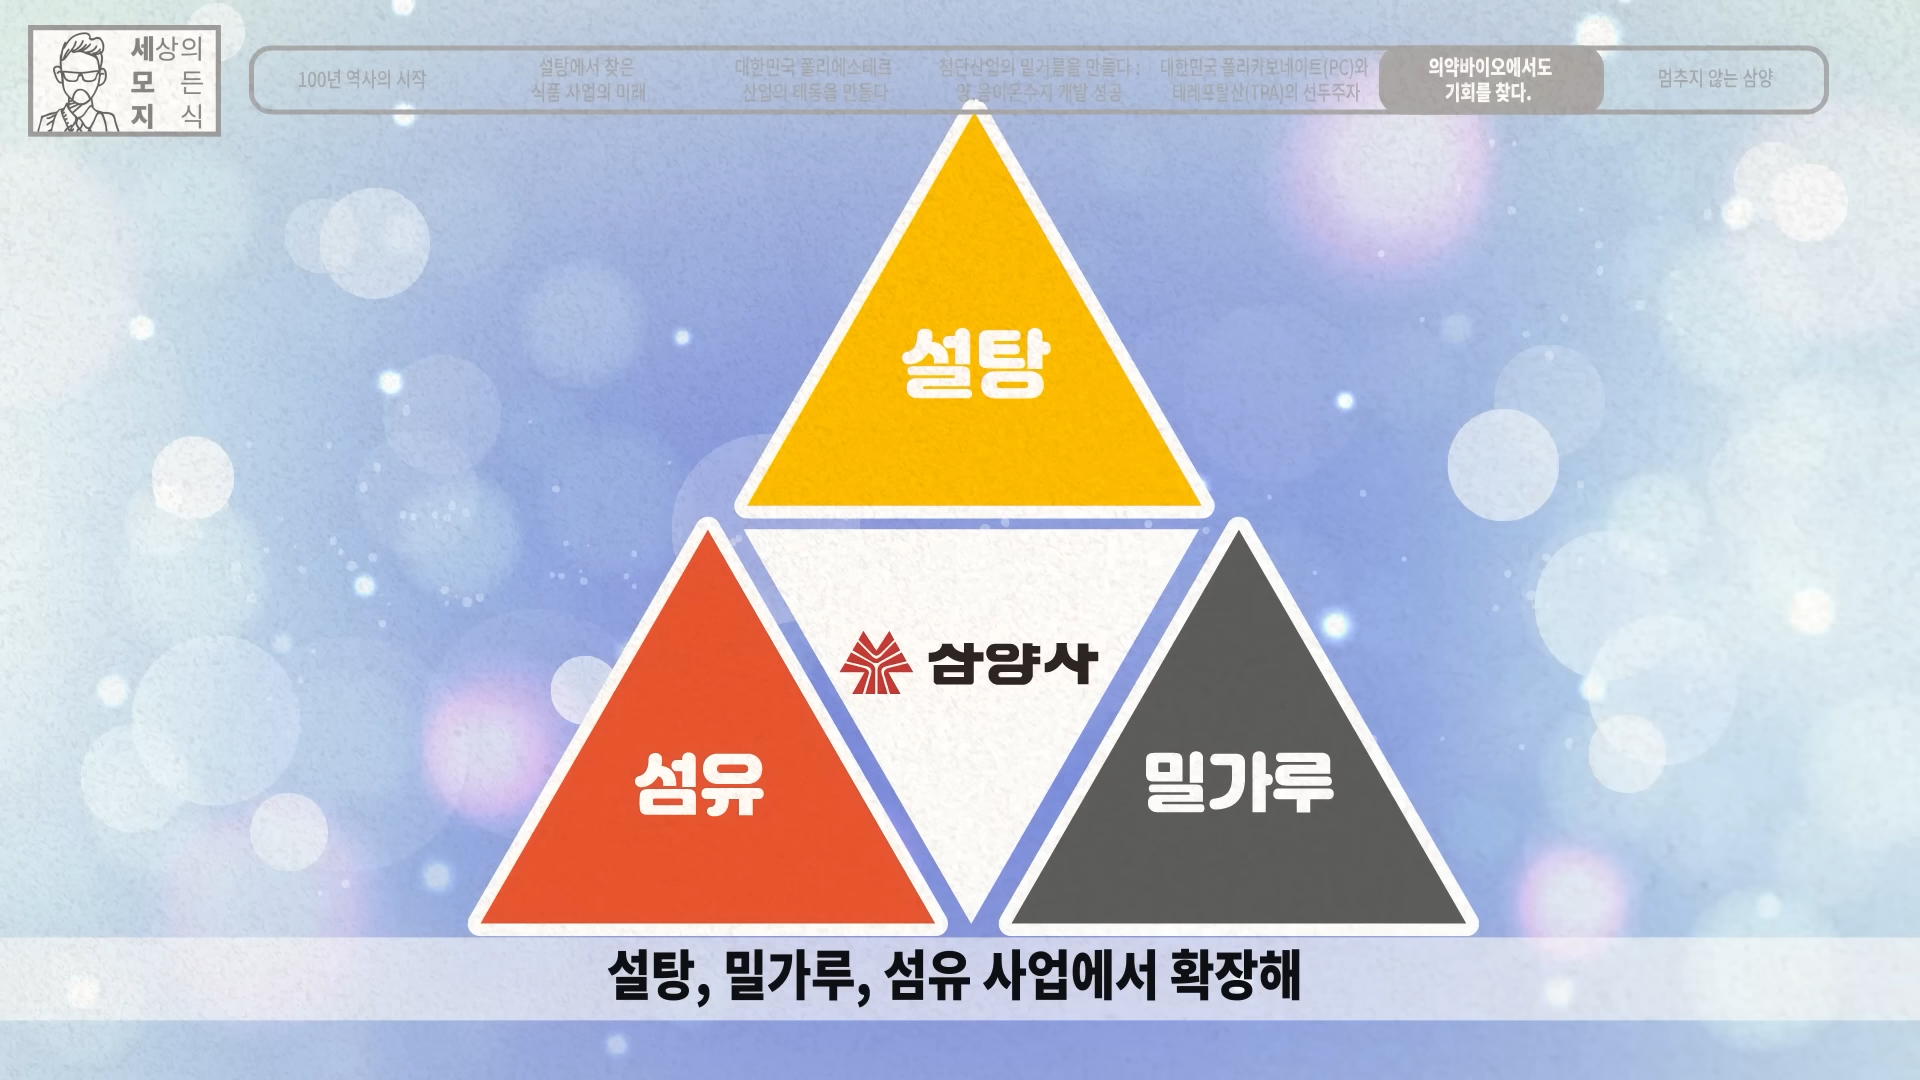 세상의
모 든
지 식
100년 역사의 시작
설탕에서 찾은
식품 사업의 미래
대한민국 폴리에스테르
산업의 태동을 만들다
첨단산업의 밑거름을 만들다 :
이온수지 개발 성공
대한민국 폴리카보네이트(PC)와
테레프탈산(TPA)의 선두주자
의약바이오에서도
기회를 찾다.
멈추지 않는 삼양
설탕
삼양사
섬유
밀가루
설탕, 밀가루, 섬유 사업에서 확장해